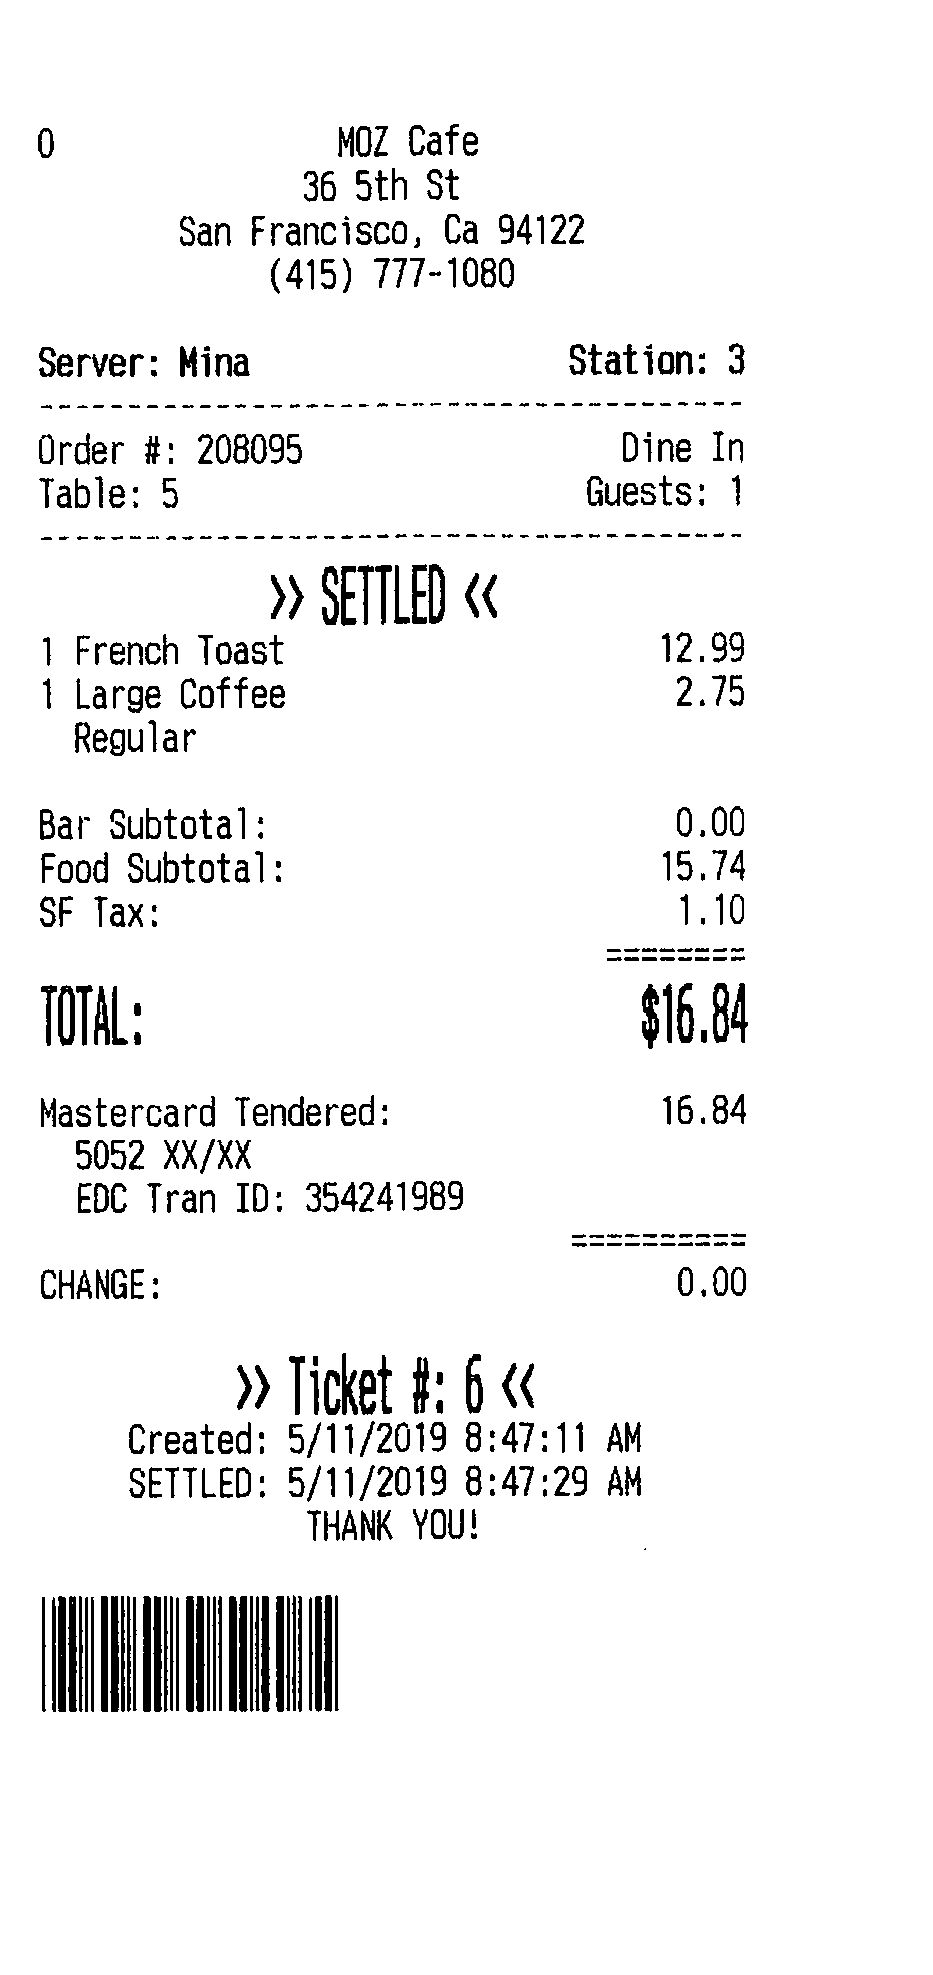 0 MOZ Cafe
36 5th St
San Francisco, Ca 94122
(415) 777-1080
Server: Mina Station: 3
----------------------------------------
Order #: 208095 Dine In
Table: 5 Guests: 1
----------------------------------------
>> SETTLED <<
1 French Toast 12.99
1 Large Coffee 2.75
Regular
Bar Subtotal: 0.00
Food Subtotal: 15.74
SF Tax: 1.10
========
TOTAL: $16.84
Mastercard Tendered: 16.84
5052 XX/XX
EDC Tran ID: 354241989
==========
CHANGE: 0.00
>> Ticket #: 6 <<
Created: 5/11/2019 8:47:11 AM
SETTLED: 5/11/2019 8:47:29 AM
THANK YOU!